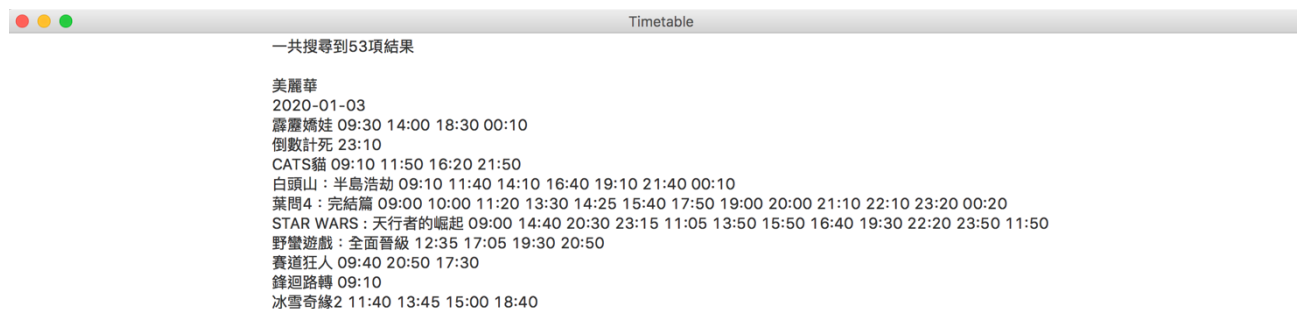 Timetable
一共搜尋到53項結果
美麗華
2020-01-03
霹靂嬌娃 09:30 14:00 18:30 00:10
倒數計死 23:10
CATS貓 09:10 11:50 16:20 21:50
白頭山：半島浩劫 09:10 11:40 14:10 16:40 19:10 21:40 00:10
葉問4：完結篇 09:00 10:00 11:20 13:30 14:25 15:40 17:50 19:00 20:00 21:10 22:10 23:20 00:20
STAR WARS：天行者的崛起 09:00 14:40 20:30 23:15 11:05 13:50 15:50 16:40 19:30 22:20 23:50 11:50
野蠻遊戲：全面晉級 12:35 17:05 19:30 20:50
賽道狂人 09:40 20:50 17:30
鋒迴路轉 09:10
冰雪奇緣2 11:40 13:45 15:00 18:40